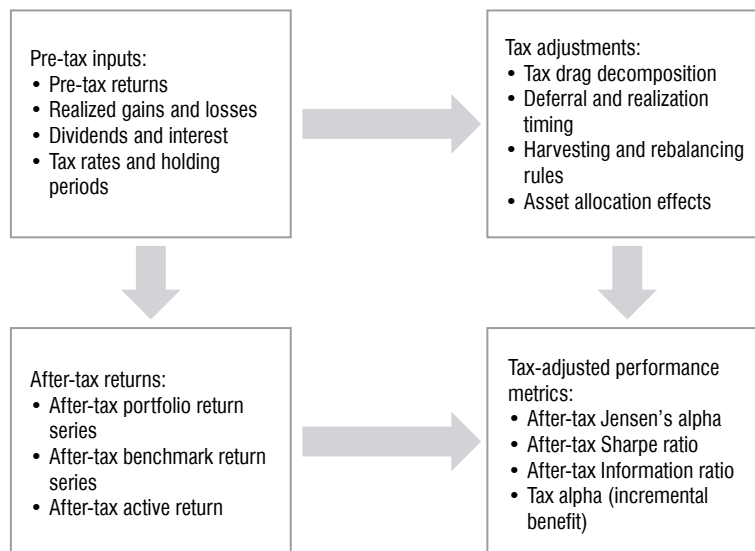 Pre-tax inputs:
• Pre-tax returns
• Realized gains and losses
• Dividends and interest
• Tax rates and holding
periods
Tax adjustments:
• Tax drag decomposition
• Deferral and realization
timing
• Harvesting and rebalancing
rules
• Asset allocation effects
After-tax returns:
• After-tax portfolio return
series
• After-tax benchmark return
series
• After-tax active return
Tax-adjusted performance
metrics:
• After-tax Jensen’s alpha
• After-tax Sharpe ratio
• After-tax Information ratio
• Tax alpha (incremental
benefit)